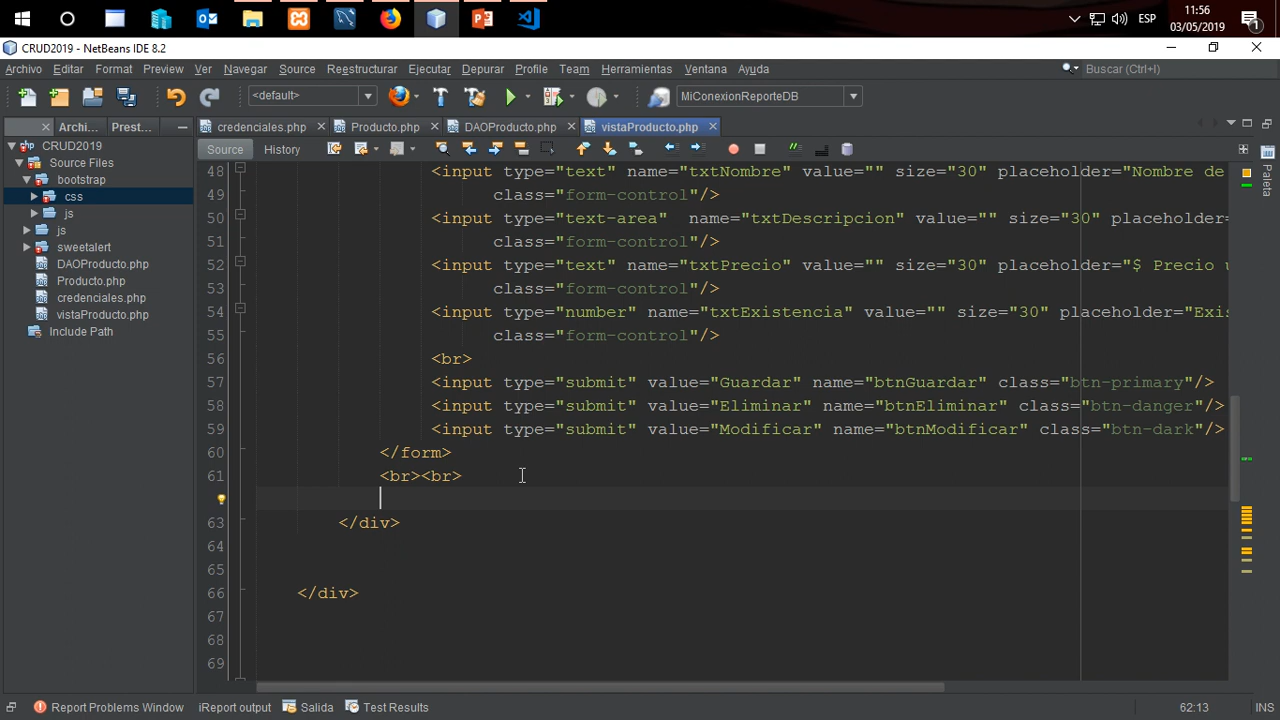 11:56
ESP
03/05/2019
1
CRUD2019 - NetBeans IDE 8.2
Archivo Editar Format Preview Ver Navegar Source Reestructurar Ejecutar Depurar Profile Team Herramientas Ventana Ayuda
Buscar (Ctrl+I)
<default>
MiConexionReporteDB
Archi... Prest...
credenciales.php Producto.php DAOProducto.php vistaProducto.php
Source History
CRUD2019
Source Files
bootstrap
css
js
js
sweetalert
DAOProducto.php
Producto.php
credenciales.php
vistaProducto.php
Include Path
Paleta
48 <input type="text" name="txtNombre" value="" size="30" placeholder="Nombre de
49 class="form-control"/>
50 <input type="text-area"  name="txtDescripcion" value="" size="30" placeholder=
51 class="form-control"/>
52 <input type="text" name="txtPrecio" value="" size="30" placeholder="$ Precio u
53 class="form-control"/>
54 <input type="number" name="txtExistencia" value="" size="30" placeholder="Exis
55 class="form-control"/>
56 <br>
57 <input type="submit" value="Guardar" name="btnGuardar" class="btn-primary"/>
58 <input type="submit" value="Eliminar" name="btnEliminar" class="btn-danger"/>
59 <input type="submit" value="Modificar" name="btnModificar" class="btn-dark"/>
60 </form>
61 <br><br>
63 </div>
64
65
66 </div>
67
68
69
Report Problems Window iReport output Salida Test Results
62:13 INS